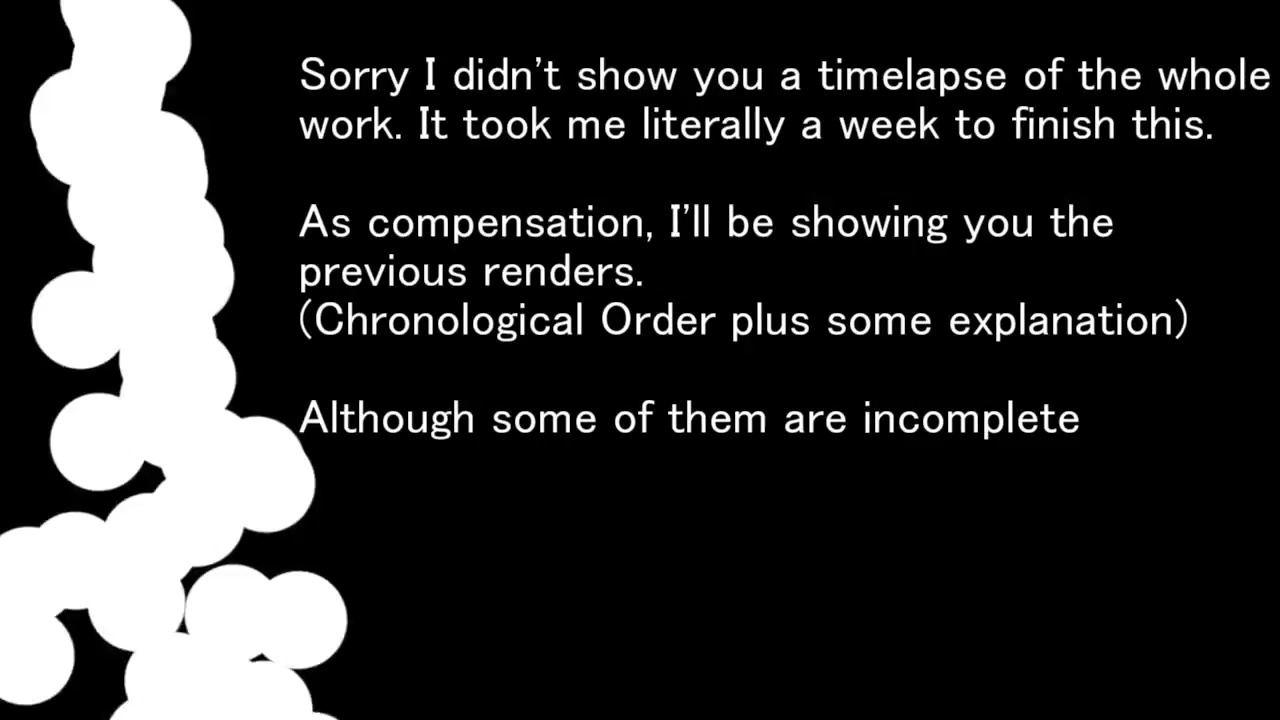 Sorry I didn’t show you a timelapse of the whole
work. It took me literally a week to finish this.
As compensation, I’ll be showing you the
previous renders.
(Chronological Order plus some explanation)
Although some of them are incomplete